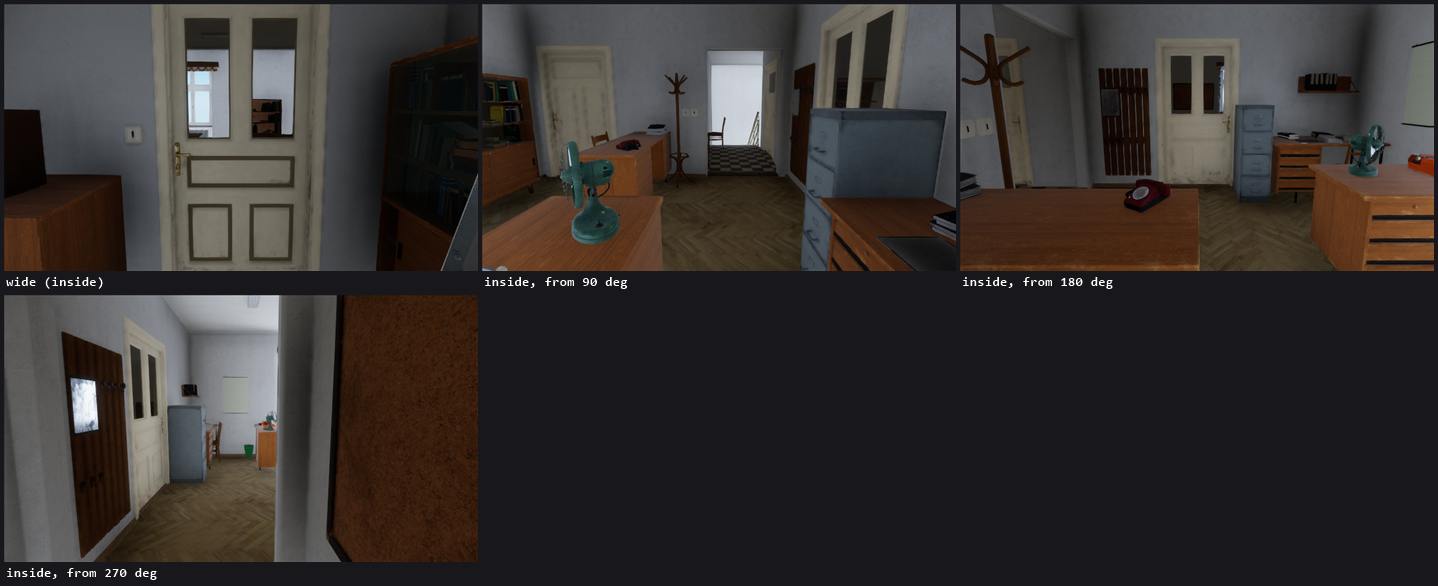 wide (inside)
inside, from 90 deg
inside, from 180 deg
inside, from 270 deg